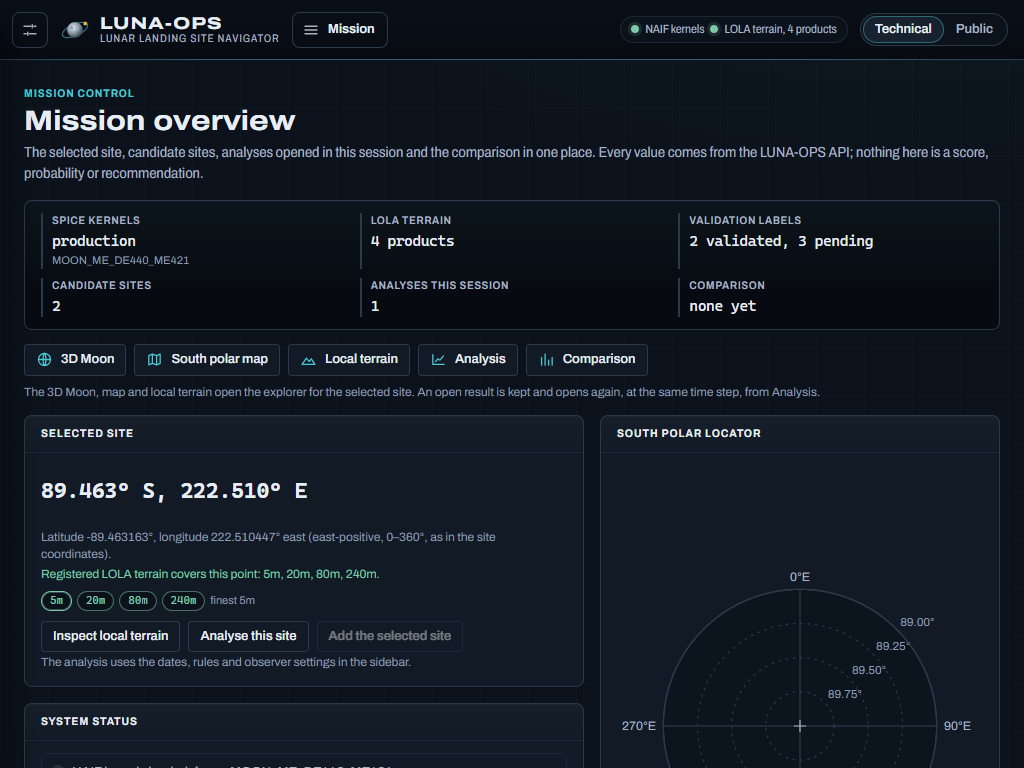 LUNA-OPS
LUNAR LANDING SITE NAVIGATOR
Mission
NAIF kernels
LOLA terrain, 4 products
Technical
Public
MISSION CONTROL
Mission overview
The selected site, candidate sites, analyses opened in this session and the comparison in one place. Every value comes from the LUNA-OPS API; nothing here is a score,
probability or recommendation.
SPICE KERNELS
production
MOON_ME_DE440_ME421
LOLA TERRAIN
4 products
VALIDATION LABELS
2 validated, 3 pending
CANDIDATE SITES
2
ANALYSES THIS SESSION
1
COMPARISON
none yet
3D Moon
South polar map
Local terrain
Analysis
Comparison
The 3D Moon, map and local terrain open the explorer for the selected site. An open result is kept and opens again, at the same time step, from Analysis.
SELECTED SITE
89.463° S, 222.510° E
Latitude -89.463163°, longitude 222.510447° east (east-positive, 0–360°, as in the site
coordinates).
Registered LOLA terrain covers this point: 5m, 20m, 80m, 240m.
5m 20m 80m 240m finest 5m
Inspect local terrain
Analyse this site
Add the selected site
The analysis uses the dates, rules and observer settings in the sidebar.
SYSTEM STATUS
SOUTH POLAR LOCATOR
0°E
89.00°
89.25°
89.50°
89.75°
270°E
90°E